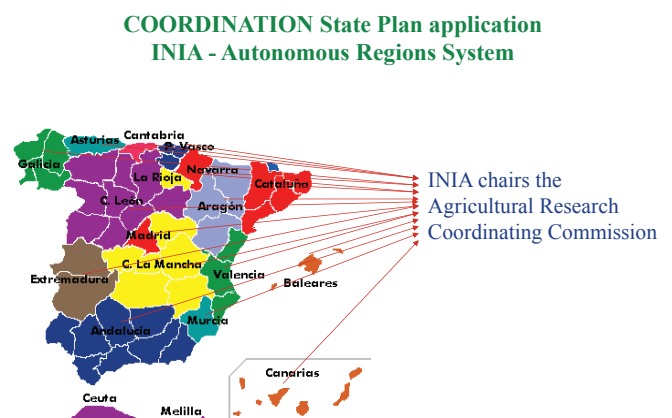 COORDINATION State Plan application
INIA - Autonomous Regions System
Asturias
Cantabria
P. Vasco
Galicia
Navarra
La Rioja
Cataluña
C. León
Aragón
Madrid
C. La Mancha
Extremadura
Valencia
Baleares
Murcia
Andalucía
Canarias
Ceuta
Melilla
INIA chairs the
Agricultural Research
Coordinating Commission